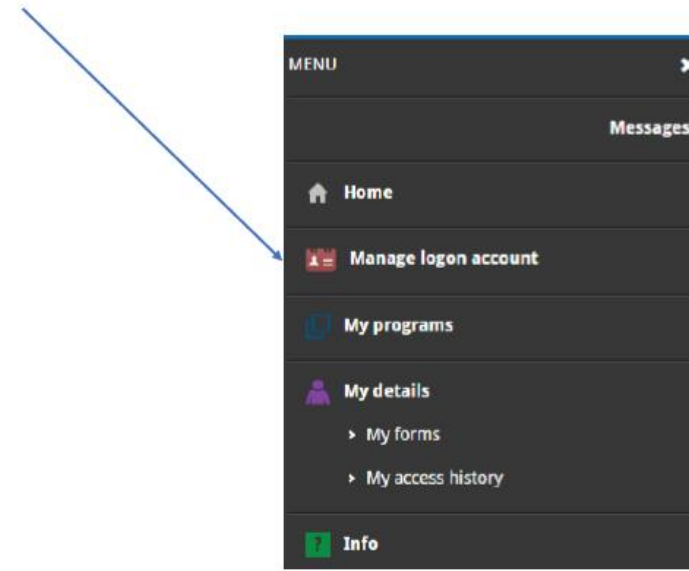 MENU
Messages
Home
Manage logon account
My programs
My details
My forms
My access history
? Info